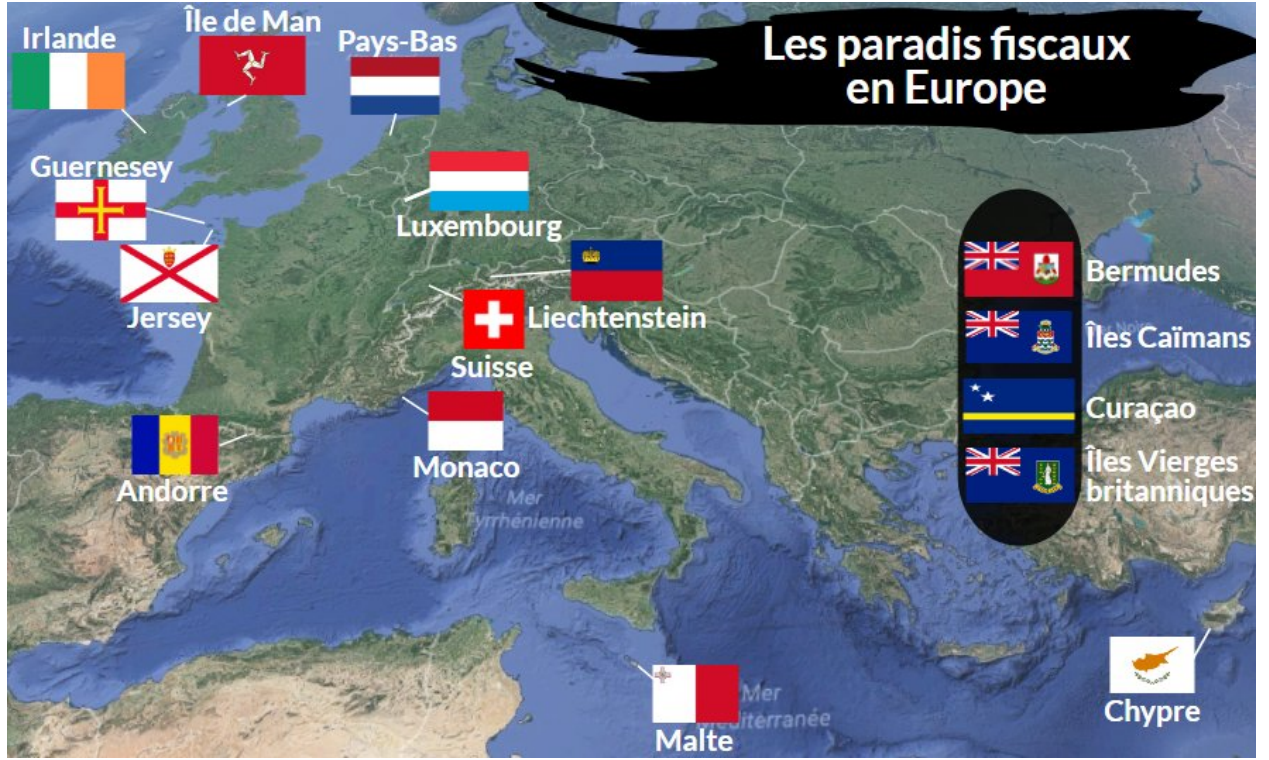 Les paradis fiscaux
en Europe
Irlande
Île de Man
Pays-Bas
Guernesey
Luxembourg
Jersey
Liechtenstein
Suisse
Bermudes
Îles Caïmans
Curaçao
Îles Vierges
britanniques
Andorre
Monaco
Mer
Tyrrhénienne
Mer
Méditerranée
Malte
Chypre